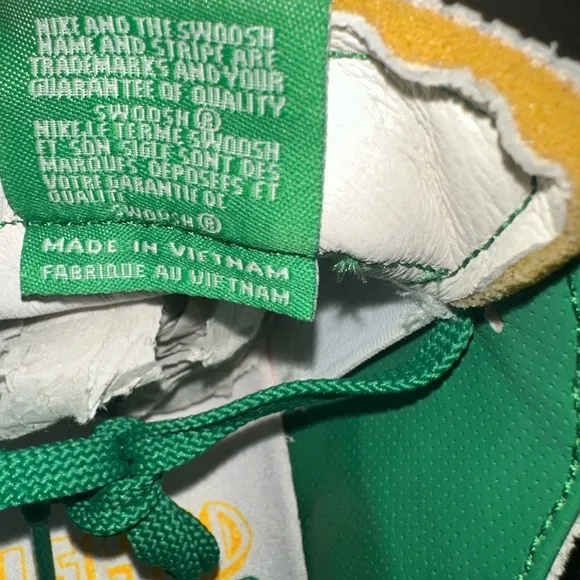 NIKE AND THE SWOOSH
NAME AND STRIPE ARE
TRADEMARKS AND YOUR
GUARANTEE OF QUALITY
SWOOSH ®
NIKE,LE TERME SWOOSH
ET SON SIGLE SONT DES
MARQUES DEPOSEES ET
VOTRE GARANTIE DE
QUALITE
SWOOSH ®
MADE IN VIETNAM
FABRIQUE AU VIETNAM